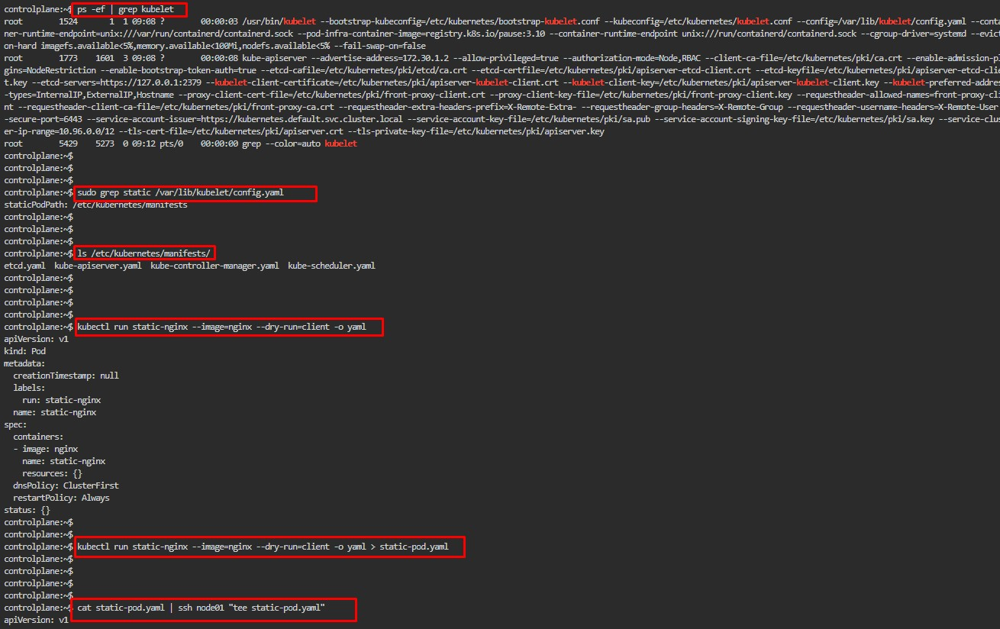 controlplane:~$ ps -ef | grep kubelet
root        1524       1  1 09:08 ?        00:00:03 /usr/bin/kubelet --bootstrap-kubeconfig=/etc/kubernetes/bootstrap-kubelet.conf --kubeconfig=/etc/kubernetes/kubelet.conf --config=/var/lib/kubelet/config.yaml --contai
ner-runtime-endpoint=unix:///var/run/containerd/containerd.sock --pod-infra-container-image=registry.k8s.io/pause:3.10 --container-runtime-endpoint unix:///run/containerd/containerd.sock --cgroup-driver=systemd --evicti
on-hard imagefs.available<5%,memory.available<100Mi,nodefs.available<5% --fail-swap-on=false
root        1773    1601  3 09:08 ?        00:00:08 kube-apiserver --advertise-address=172.30.1.2 --allow-privileged=true --authorization-mode=Node,RBAC --client-ca-file=/etc/kubernetes/pki/ca.crt --enable-admission-pl
gins=NodeRestriction --enable-bootstrap-token-auth=true --etcd-cafile=/etc/kubernetes/pki/etcd/ca.crt --etcd-certfile=/etc/kubernetes/pki/apiserver-etcd-client.crt --etcd-keyfile=/etc/kubernetes/pki/apiserver-etcd-clie
t.key --etcd-servers=https://127.0.0.1:2379 --kubelet-client-certificate=/etc/kubernetes/pki/apiserver-kubelet-client.crt --kubelet-client-key=/etc/kubernetes/pki/apiserver-kubelet-client.key --kubelet-preferred-addres
-types=InternalIP,ExternalIP,Hostname --proxy-client-cert-file=/etc/kubernetes/pki/front-proxy-client.crt --proxy-client-key-file=/etc/kubernetes/pki/front-proxy-client.key --requestheader-allowed-names=front-proxy-cli
nt --requestheader-client-ca-file=/etc/kubernetes/pki/front-proxy-ca.crt --requestheader-extra-headers-prefix=X-Remote-Extra- --requestheader-group-headers=X-Remote-Group --requestheader-username-headers=X-Remote-User
-secure-port=6443 --service-account-issuer=https://kubernetes.default.svc.cluster.local --service-account-key-file=/etc/kubernetes/pki/sa.pub --service-account-signing-key-file=/etc/kubernetes/pki/sa.key --service-clus
er-ip-range=10.96.0.0/12 --tls-cert-file=/etc/kubernetes/pki/apiserver.crt --tls-private-key-file=/etc/kubernetes/pki/apiserver.key
root        5429    5273  0 09:12 pts/0    00:00:00 grep --color=auto kubelet
controlplane:~$
controlplane:~$
controlplane:~$
controlplane:~$ sudo grep static /var/lib/kubelet/config.yaml
staticPodPath: /etc/kubernetes/manifests
controlplane:~$
controlplane:~$
controlplane:~$
controlplane:~$ ls /etc/kubernetes/manifests/
etcd.yaml  kube-apiserver.yaml  kube-controller-manager.yaml  kube-scheduler.yaml
controlplane:~$
controlplane:~$
controlplane:~$
controlplane:~$
controlplane:~$ kubectl run static-nginx --image=nginx --dry-run=client -o yaml
apiVersion: v1
kind: Pod
metadata:
  creationTimestamp: null
  labels:
    run: static-nginx
  name: static-nginx
spec:
  containers:
  - image: nginx
    name: static-nginx
    resources: {}
  dnsPolicy: ClusterFirst
  restartPolicy: Always
status: {}
controlplane:~$
controlplane:~$
controlplane:~$ kubectl run static-nginx --image=nginx --dry-run=client -o yaml > static-pod.yaml
controlplane:~$
controlplane:~$
controlplane:~$
controlplane:~$
controlplane:~$ cat static-pod.yaml | ssh node01 "tee static-pod.yaml"
apiVersion: v1